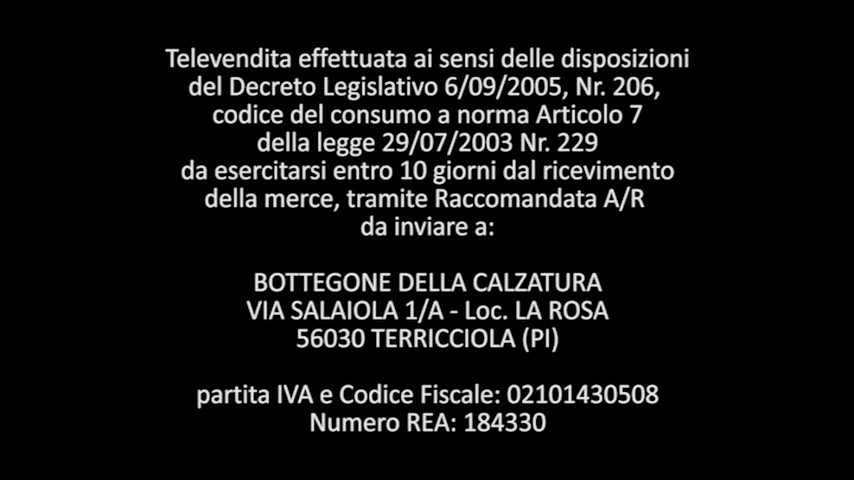 Televendita effettuata ai sensi delle disposizioni
del Decreto Legislativo 6/09/2005, Nr. 206,
codice del consumo a norma Articolo 7
della legge 29/07/2003 Nr. 229
da esercitarsi entro 10 giorni dal ricevimento
della merce, tramite Raccomandata A/R
da inviare a:
BOTTEGONE DELLA CALZATURA
VIA SALAIOLA 1/A - Loc. LA ROSA
56030 TERRICCIOLA (PI)
partita IVA e Codice Fiscale: 02101430508
Numero REA: 184330